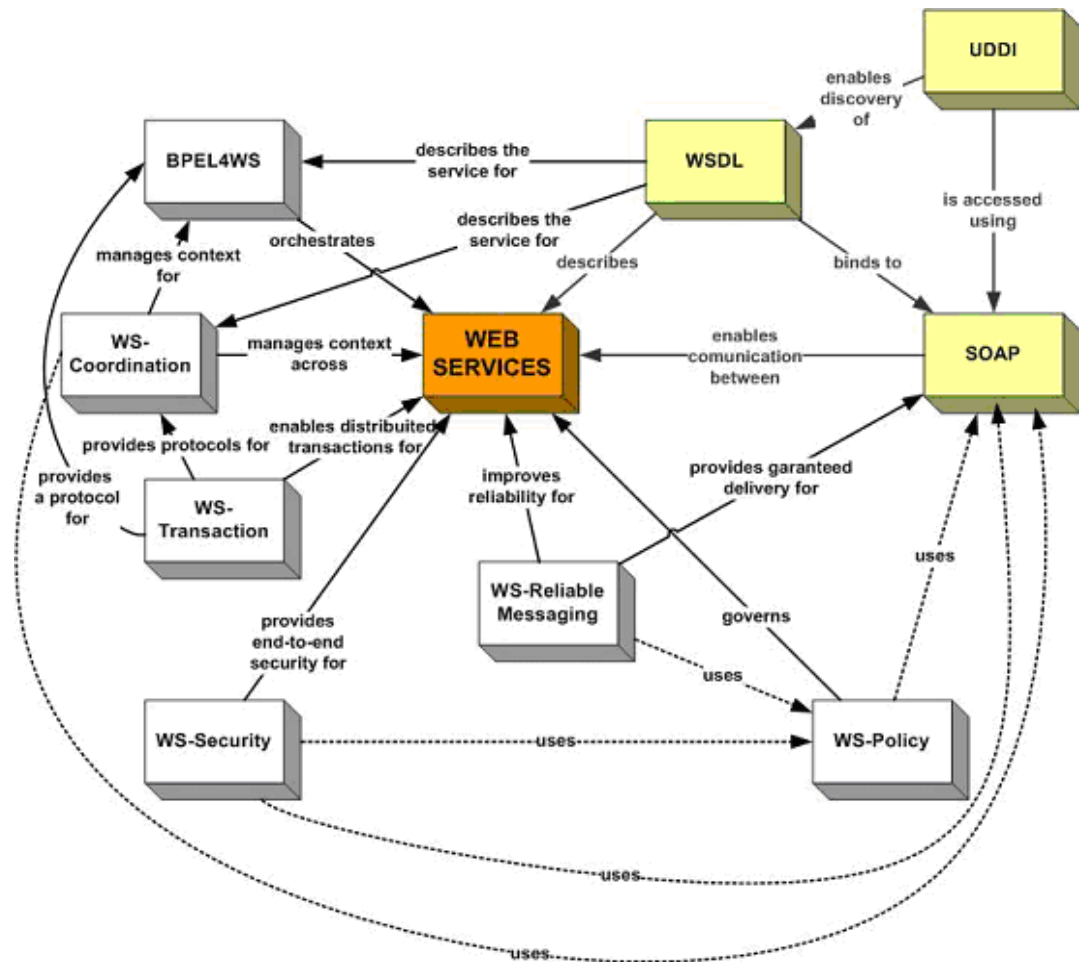 UDDI
enables
discovery
of
BPEL4WS
describes the
service for
WSDL
is accessed
using
orchestrates
describes the
service for
manages context
for
describes
binds to
WS-
Coordination
manages context
across
WEB
SERVICES
enables
comunication
between
SOAP
enables distribuited
transactions for
provides protocols for
provides
a protocol
for
improves
reliability for
provides garanteed
delivery for
WS-
Transaction
uses
WS-Reliable
Messaging
provides
end-to-end
security for
governs
uses
WS-Security
uses
WS-Policy
uses
uses